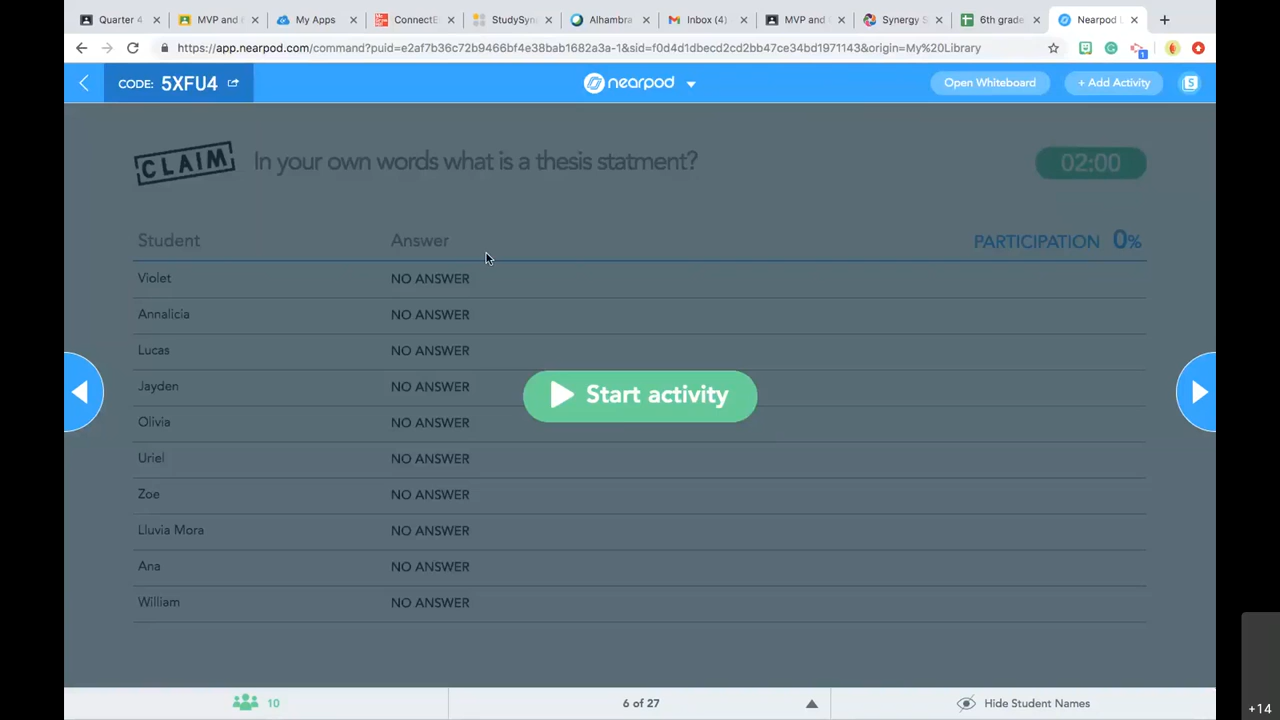 Quarter 4
MVP and
My Apps
ConnectE
StudySyn
Alhambra
Inbox (4)
MVP and
Synergy S
6th grade
Nearpod L
https://app.nearpod.com/command?puid=e2af7b36c72b9466bf4e38bab1682a3a-1&sid=f0d4d1dbecd2cd2bb47ce34bd1971143&origin=My%20Library
1
CODE: 5XFU4
nearpod
Open Whiteboard
+ Add Activity
S
CLAIM
In your own words what is a thesis statment?
02:00
Student Answer PARTICIPATION 0%
Violet NO ANSWER
Annalicia NO ANSWER
Lucas NO ANSWER
Jayden NO ANSWER
Start activity
Olivia NO ANSWER
Uriel NO ANSWER
Zoe NO ANSWER
Lluvia Mora NO ANSWER
Ana NO ANSWER
William NO ANSWER
10
6 of 27
Hide Student Names
+14